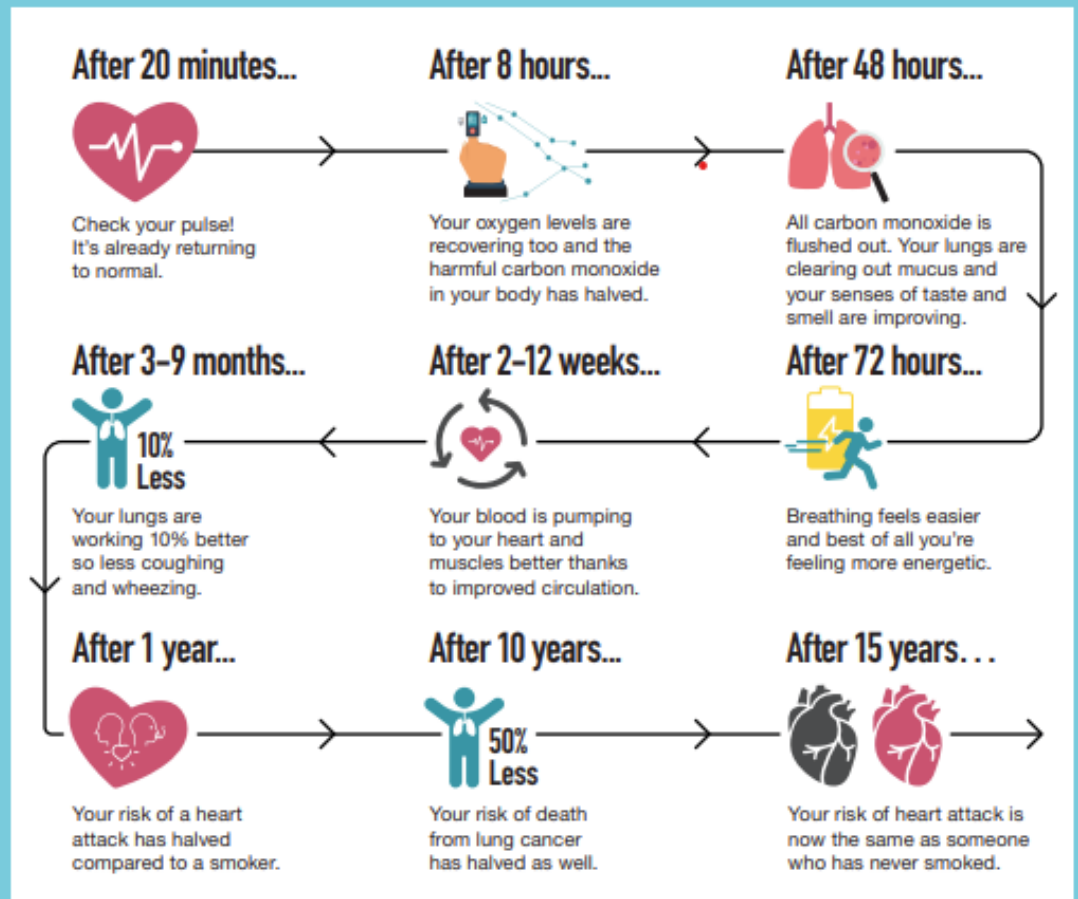 After 20 minutes...
Check your pulse!
It's already returning
to normal.
After 8 hours...
Your oxygen levels are
recovering too and the
harmful carbon monoxide
in your body has halved.
After 48 hours...
All carbon monoxide is
flushed out. Your lungs are
clearing out mucus and
your senses of taste and
smell are improving.
After 72 hours...
Breathing feels easier
and best of all you're
feeling more energetic.
After 2–12 weeks...
Your blood is pumping
to your heart and
muscles better thanks
to improved circulation.
After 3–9 months...
10%
Less
Your lungs are
working 10% better
so less coughing
and wheezing.
After 1 year...
Your risk of a heart
attack has halved
compared to a smoker.
After 10 years...
50%
Less
Your risk of death
from lung cancer
has halved as well.
After 15 years...
Your risk of heart attack is
now the same as someone
who has never smoked.